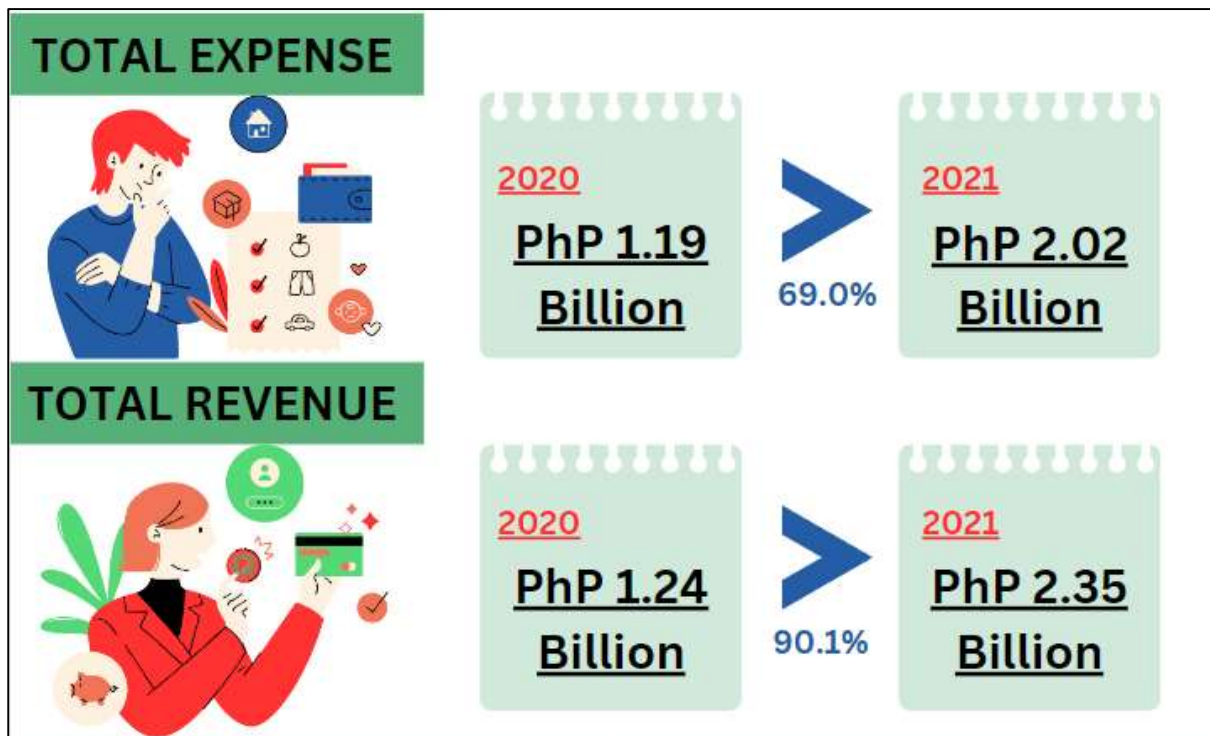 TOTAL EXPENSE
2020
PhP 1.19
Billion
69.0%
2021
PhP 2.02
Billion
TOTAL REVENUE
2020
PhP 1.24
Billion
90.1%
2021
PhP 2.35
Billion